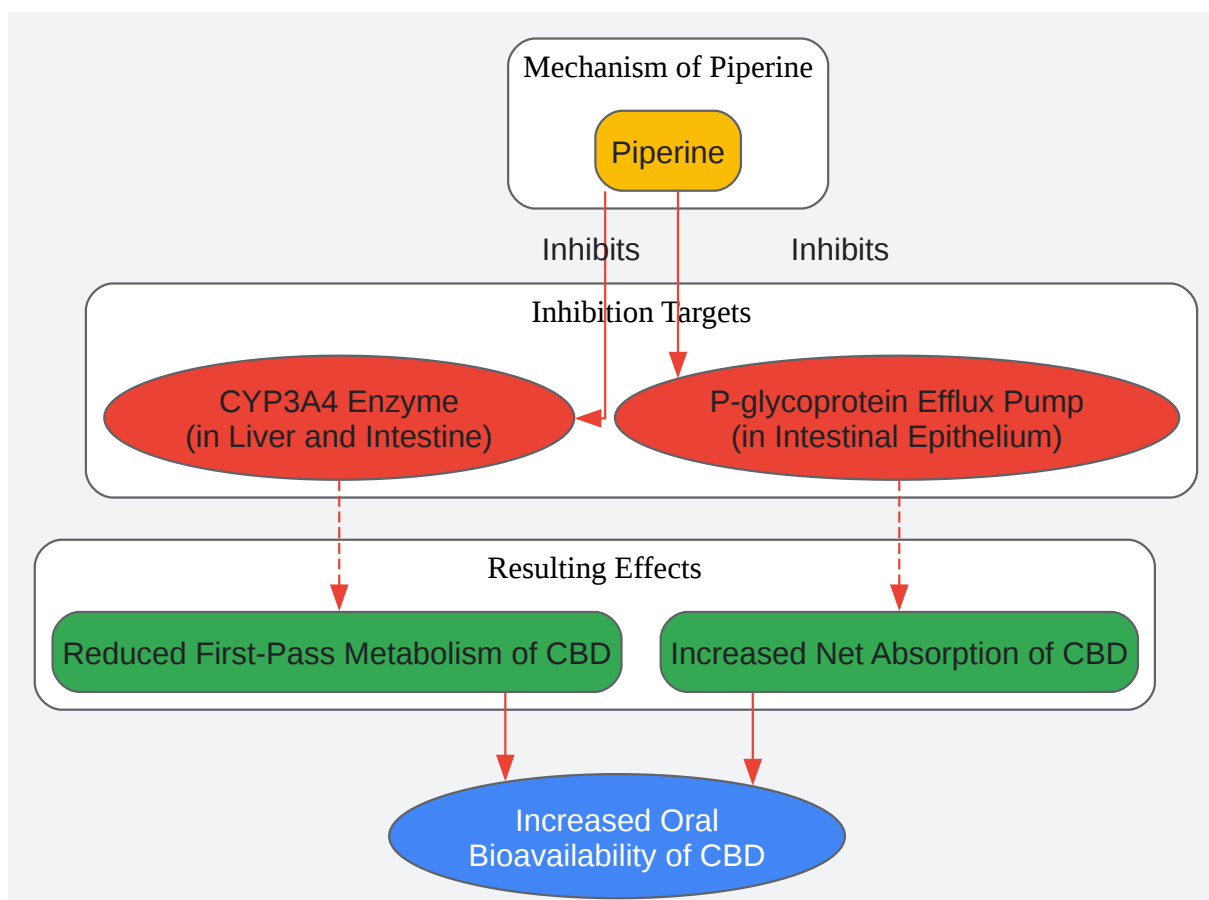 Mechanism of Piperine
Piperine
Inhibits
Inhibits
Inhibition Targets
CYP3A4 Enzyme
(in Liver and Intestine)
P-glycoprotein Efflux Pump
(in Intestinal Epithelium)
Resulting Effects
Reduced First-Pass Metabolism of CBD
Increased Net Absorption of CBD
Increased Oral
Bioavailability of CBD